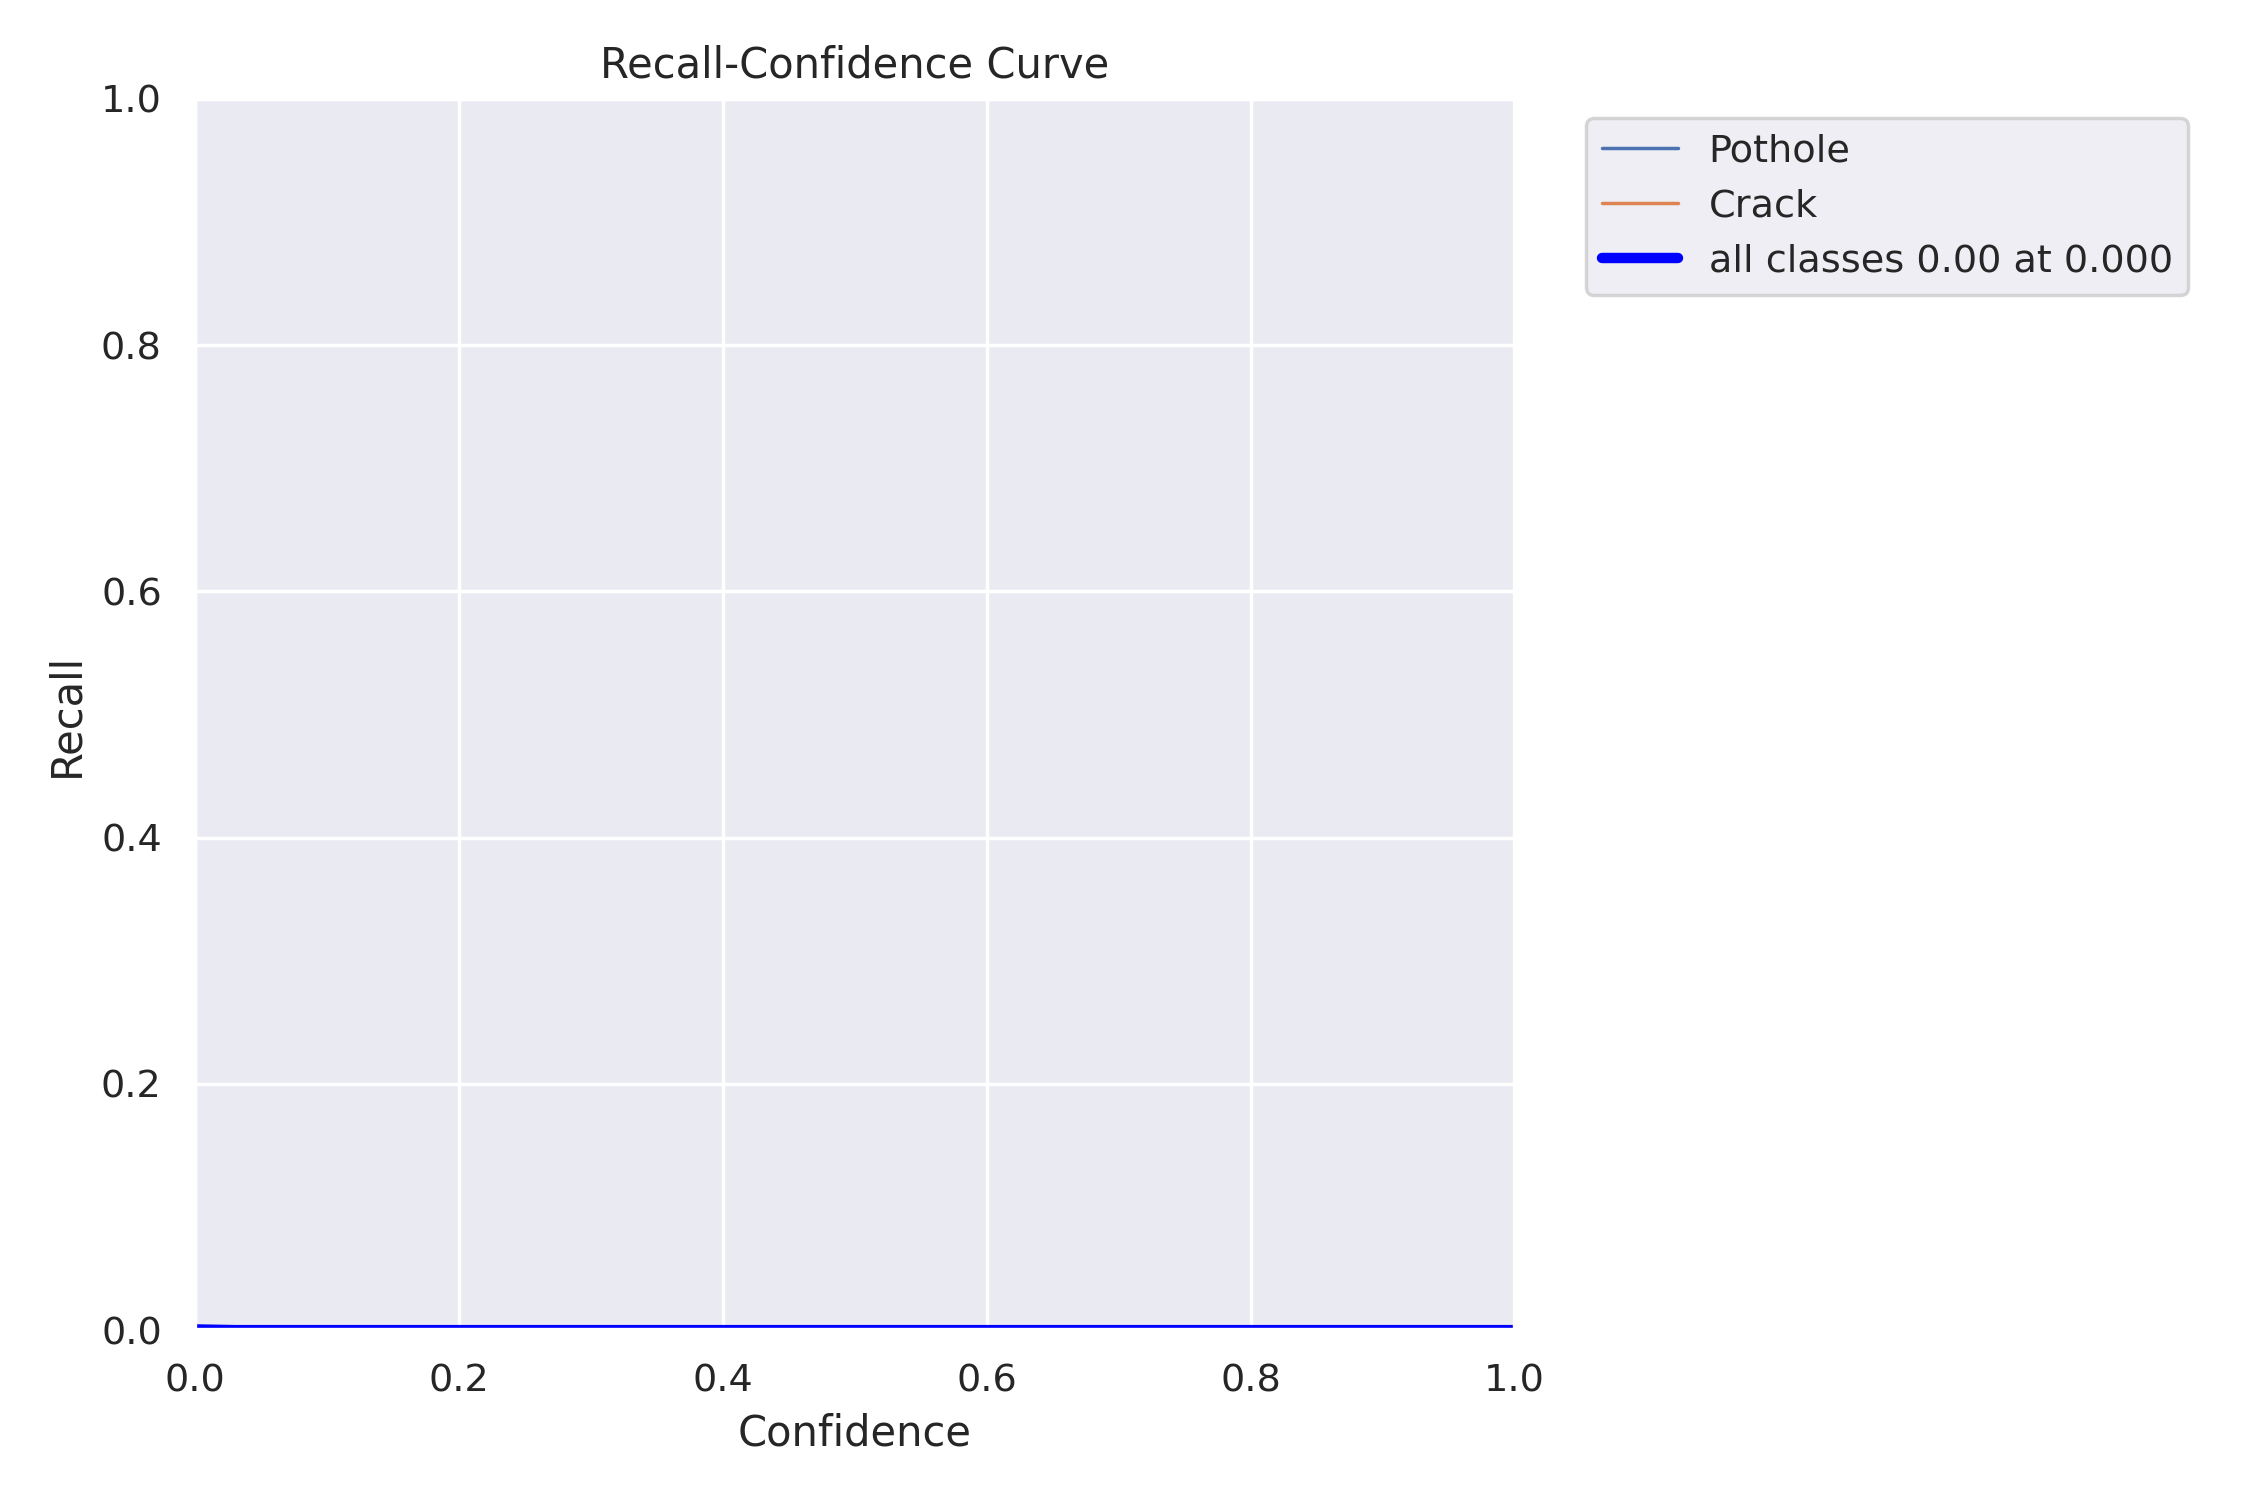 Recall-Confidence Curve
1.0
0.8
0.6
0.4
0.2
0.0
Recall
0.0 0.2 0.4 0.6 0.8 1.0
Confidence
Pothole
Crack
all classes 0.00 at 0.000